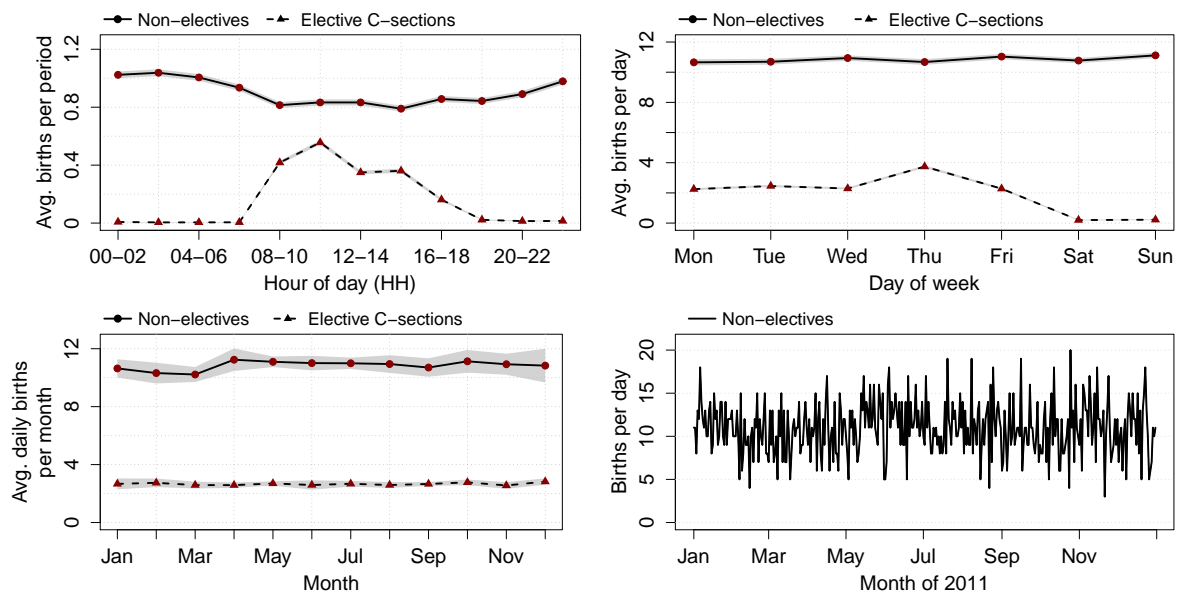 Non−electives Elective C−sections
Avg. births per period
1.2
0.8
0.4
0
00−02 04−06 08−10 12−14 16−18 20−22
Hour of day (HH)
Non−electives Elective C−sections
Avg. births per day
12
8
4
0
Mon Tue Wed Thu Fri Sat Sun
Day of week
Non−electives Elective C−sections
Avg. daily births
per month
12
8
4
0
Jan Mar May Jul Sep Nov
Month
Non−electives
Births per day
20
15
10
5
0
Jan Mar May Jul Sep Nov
Month of 2011